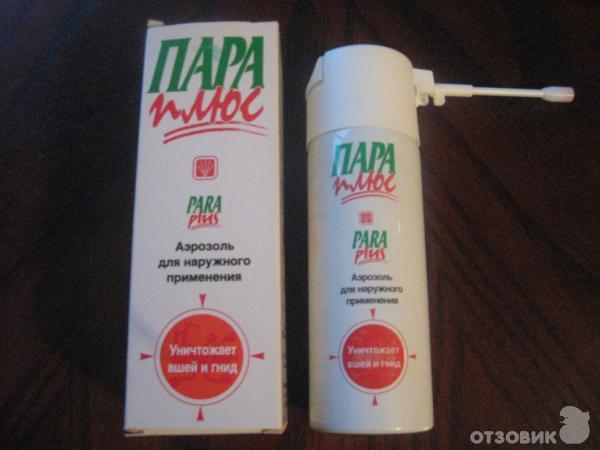 ПАРА
плюс
PARA
plus
Аэрозоль
для наружного
применения
Уничтожает
вшей и гнид
ПАРА
плюс
PARA
plus
Аэрозоль
для наружного
применения
Уничтожает
вшей и гнид
ОТЗОВИК